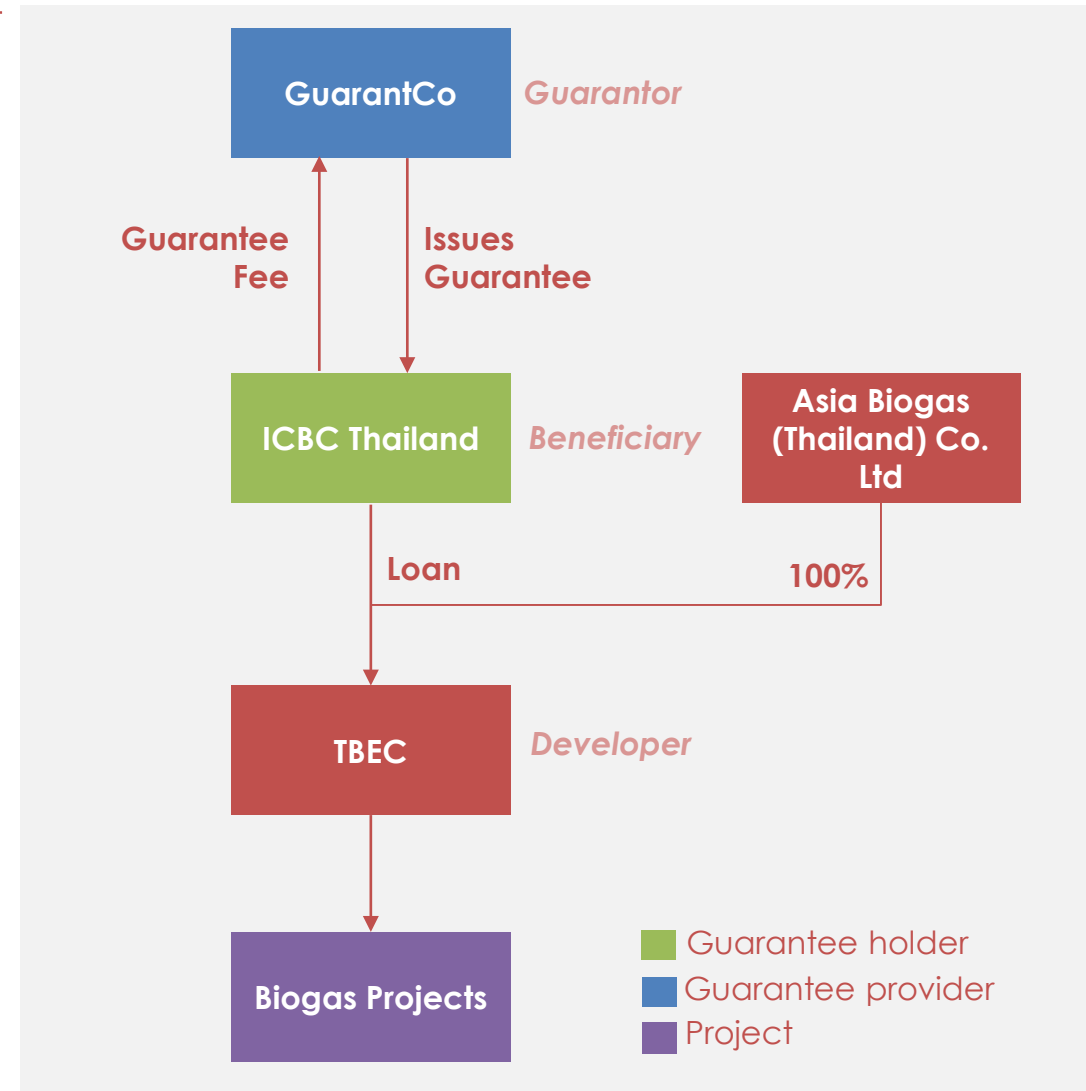 GuarantCo
Guarantor
Guarantee
Fee
Issues
Guarantee
ICBC Thailand
Beneficiary
Asia Biogas
(Thailand) Co.
Ltd
Loan
100%
TBEC
Developer
Biogas Projects
Guarantee holder
Guarantee provider
Project